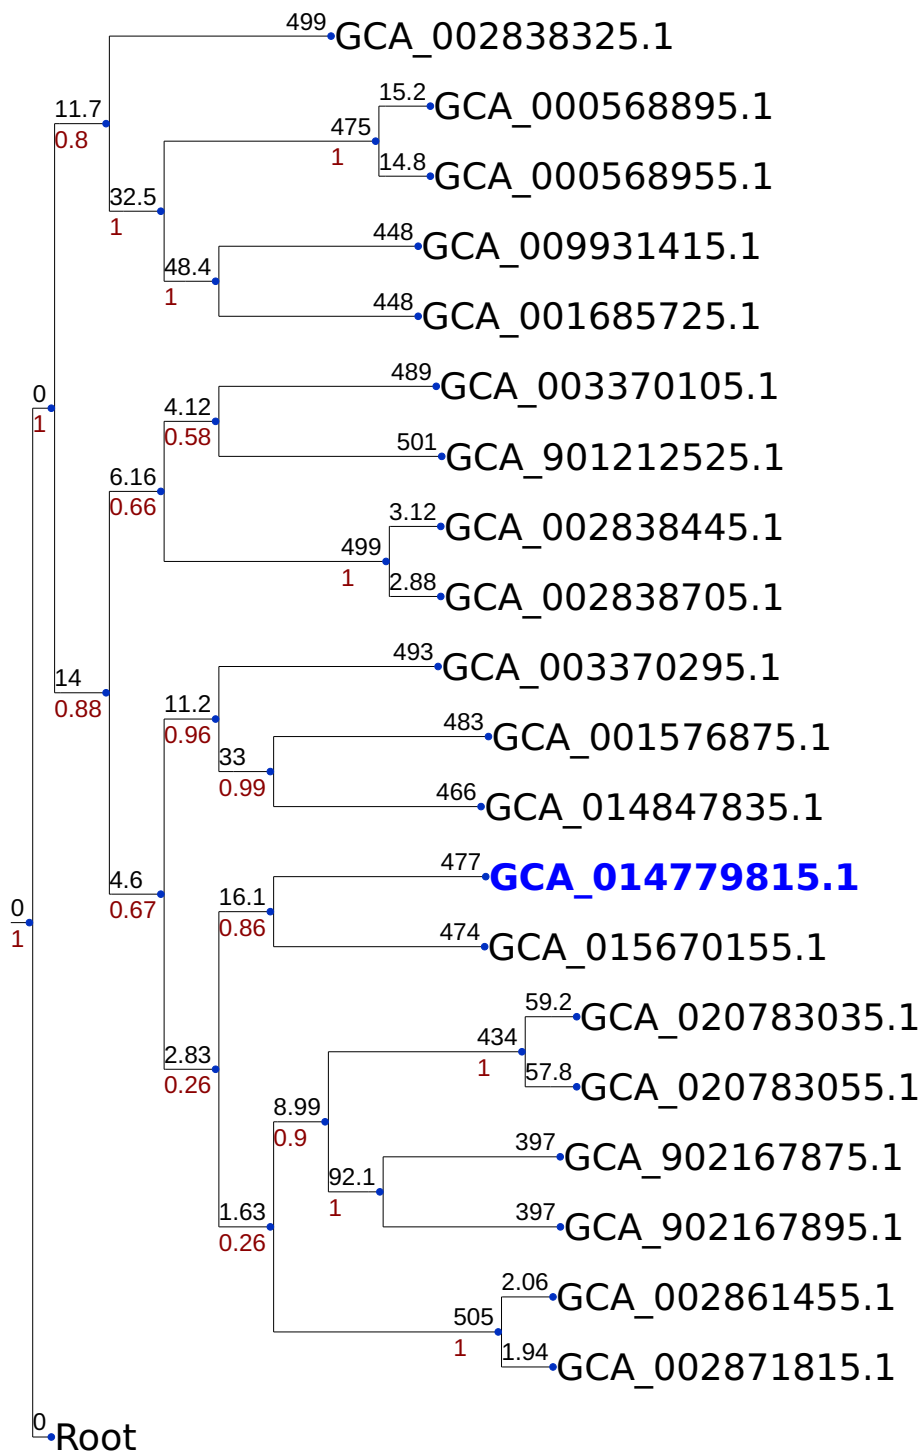 499
GCA_002838325.1
15.2
GCA_000568895.1
11.7
0.8
475
1
14.8
GCA_000568955.1
32.5
1
448
GCA_009931415.1
48.4
1
448
GCA_001685725.1
489
GCA_003370105.1
0
1
4.12
0.58
501
GCA_901212525.1
6.16
0.66
3.12
GCA_002838445.1
499
1
2.88
GCA_002838705.1
493
GCA_003370295.1
14
0.88
11.2
0.96
483
GCA_001576875.1
33
0.99
466
GCA_014847835.1
477
GCA_014779815.1
4.6
0.67
16.1
0.86
0
1
474
GCA_015670155.1
59.2
GCA_020783035.1
434
1
2.83
0.26
57.8
GCA_020783055.1
8.99
0.9
397
GCA_902167875.1
92.1
1
1.63
0.26
397
GCA_902167895.1
2.06
GCA_002861455.1
505
1
1.94
GCA_002871815.1
0
Root